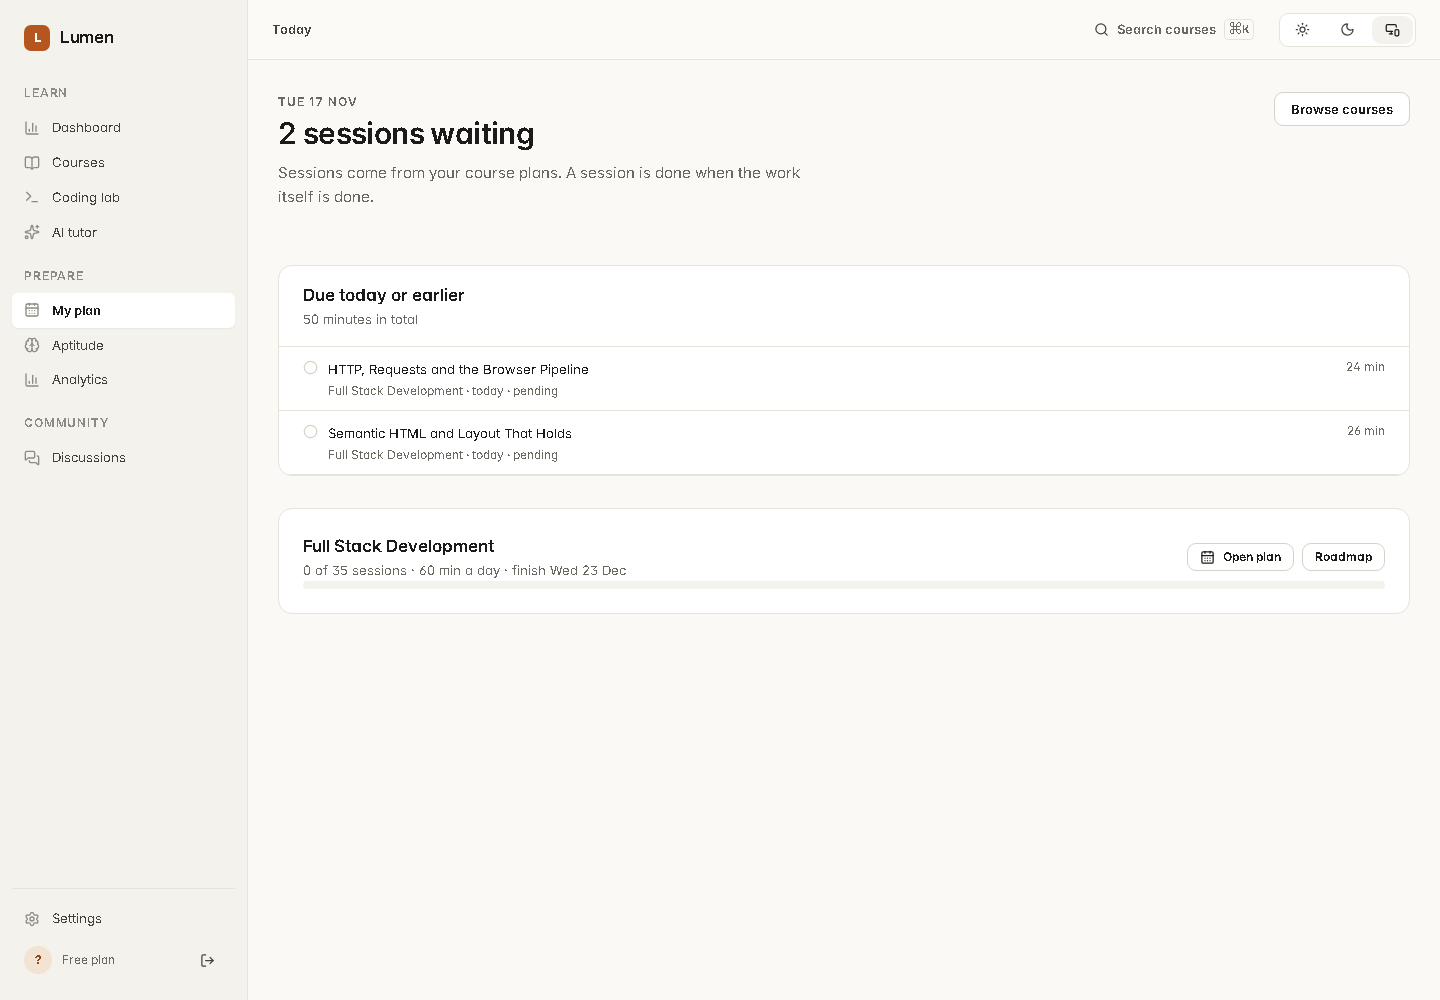 L Lumen
Today
Search courses ⌘K
LEARN
Dashboard
Courses
Coding lab
AI tutor
PREPARE
My plan
Aptitude
Analytics
COMMUNITY
Discussions
Settings
? Free plan
TUE 17 NOV
2 sessions waiting
Sessions come from your course plans. A session is done when the work
itself is done.
Browse courses
Due today or earlier
50 minutes in total
HTTP, Requests and the Browser Pipeline
24 min
Full Stack Development · today · pending
Semantic HTML and Layout That Holds
26 min
Full Stack Development · today · pending
Full Stack Development
0 of 35 sessions · 60 min a day · finish Wed 23 Dec
Open plan
Roadmap